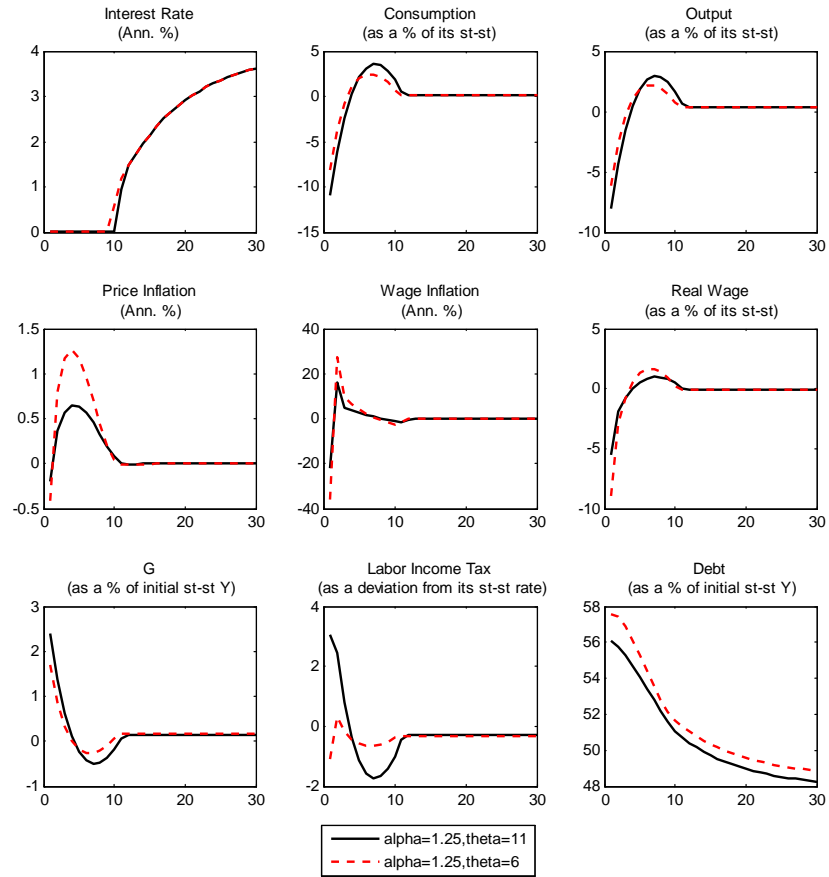 Interest Rate
(Ann. %)
4
3
2
1
0
0 10 20 30
Consumption
(as a % of its st-st)
5
0
-5
-10
-15
0 10 20 30
Output
(as a % of its st-st)
5
0
-5
-10
0 10 20 30
Price Inflation
(Ann. %)
1.5
1
0.5
0
-0.5
0 10 20 30
Wage Inflation
(Ann. %)
40
20
0
-20
-40
0 10 20 30
Real Wage
(as a % of its st-st)
5
0
-5
-10
0 10 20 30
G
(as a % of initial st-st Y)
3
2
1
0
-1
0 10 20 30
Labor Income Tax
(as a deviation from its st-st rate)
4
2
0
-2
0 10 20 30
Debt
(as a % of initial st-st Y)
58
56
54
52
50
48
0 10 20 30
alpha=1.25,theta=11
alpha=1.25,theta=6